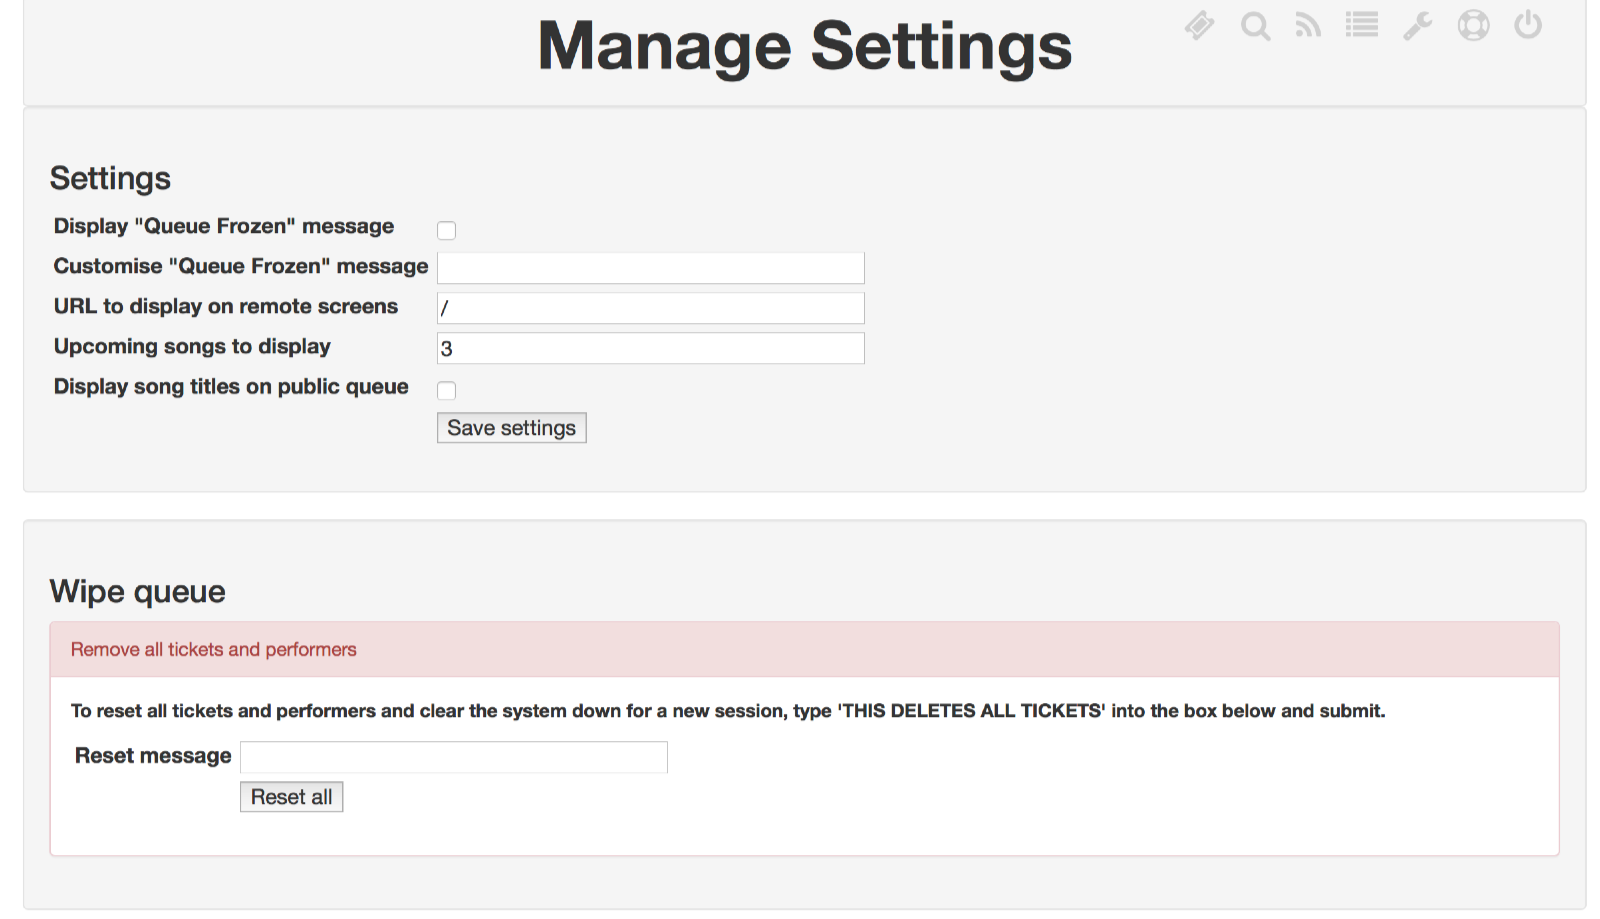 Manage Settings
Settings
Display "Queue Frozen" message
Customise "Queue Frozen" message
URL to display on remote screens
/
Upcoming songs to display
3
Display song titles on public queue
Save settings
Wipe queue
Remove all tickets and performers
To reset all tickets and performers and clear the system down for a new session, type 'THIS DELETES ALL TICKETS' into the box below and submit.
Reset message
Reset all